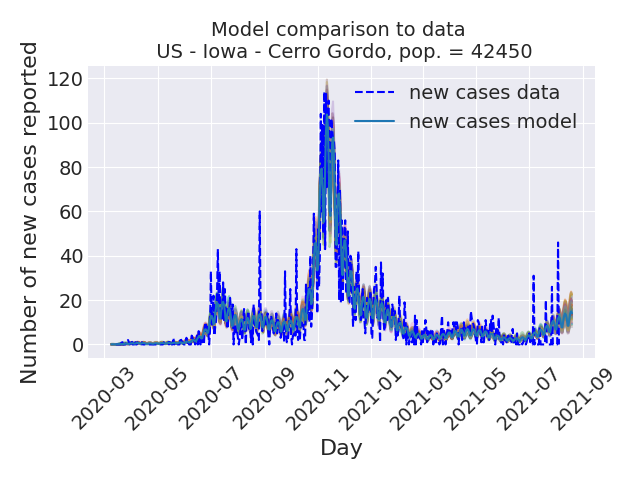 Model comparison to data
US - Iowa - Cerro Gordo, pop. = 42450
Number of new cases reported
120
100
80
60
40
20
0
new cases data
new cases model
2020-03
2020-05
2020-07
2020-09
2020-11
2021-01
2021-03
2021-05
2021-07
2021-09
Day